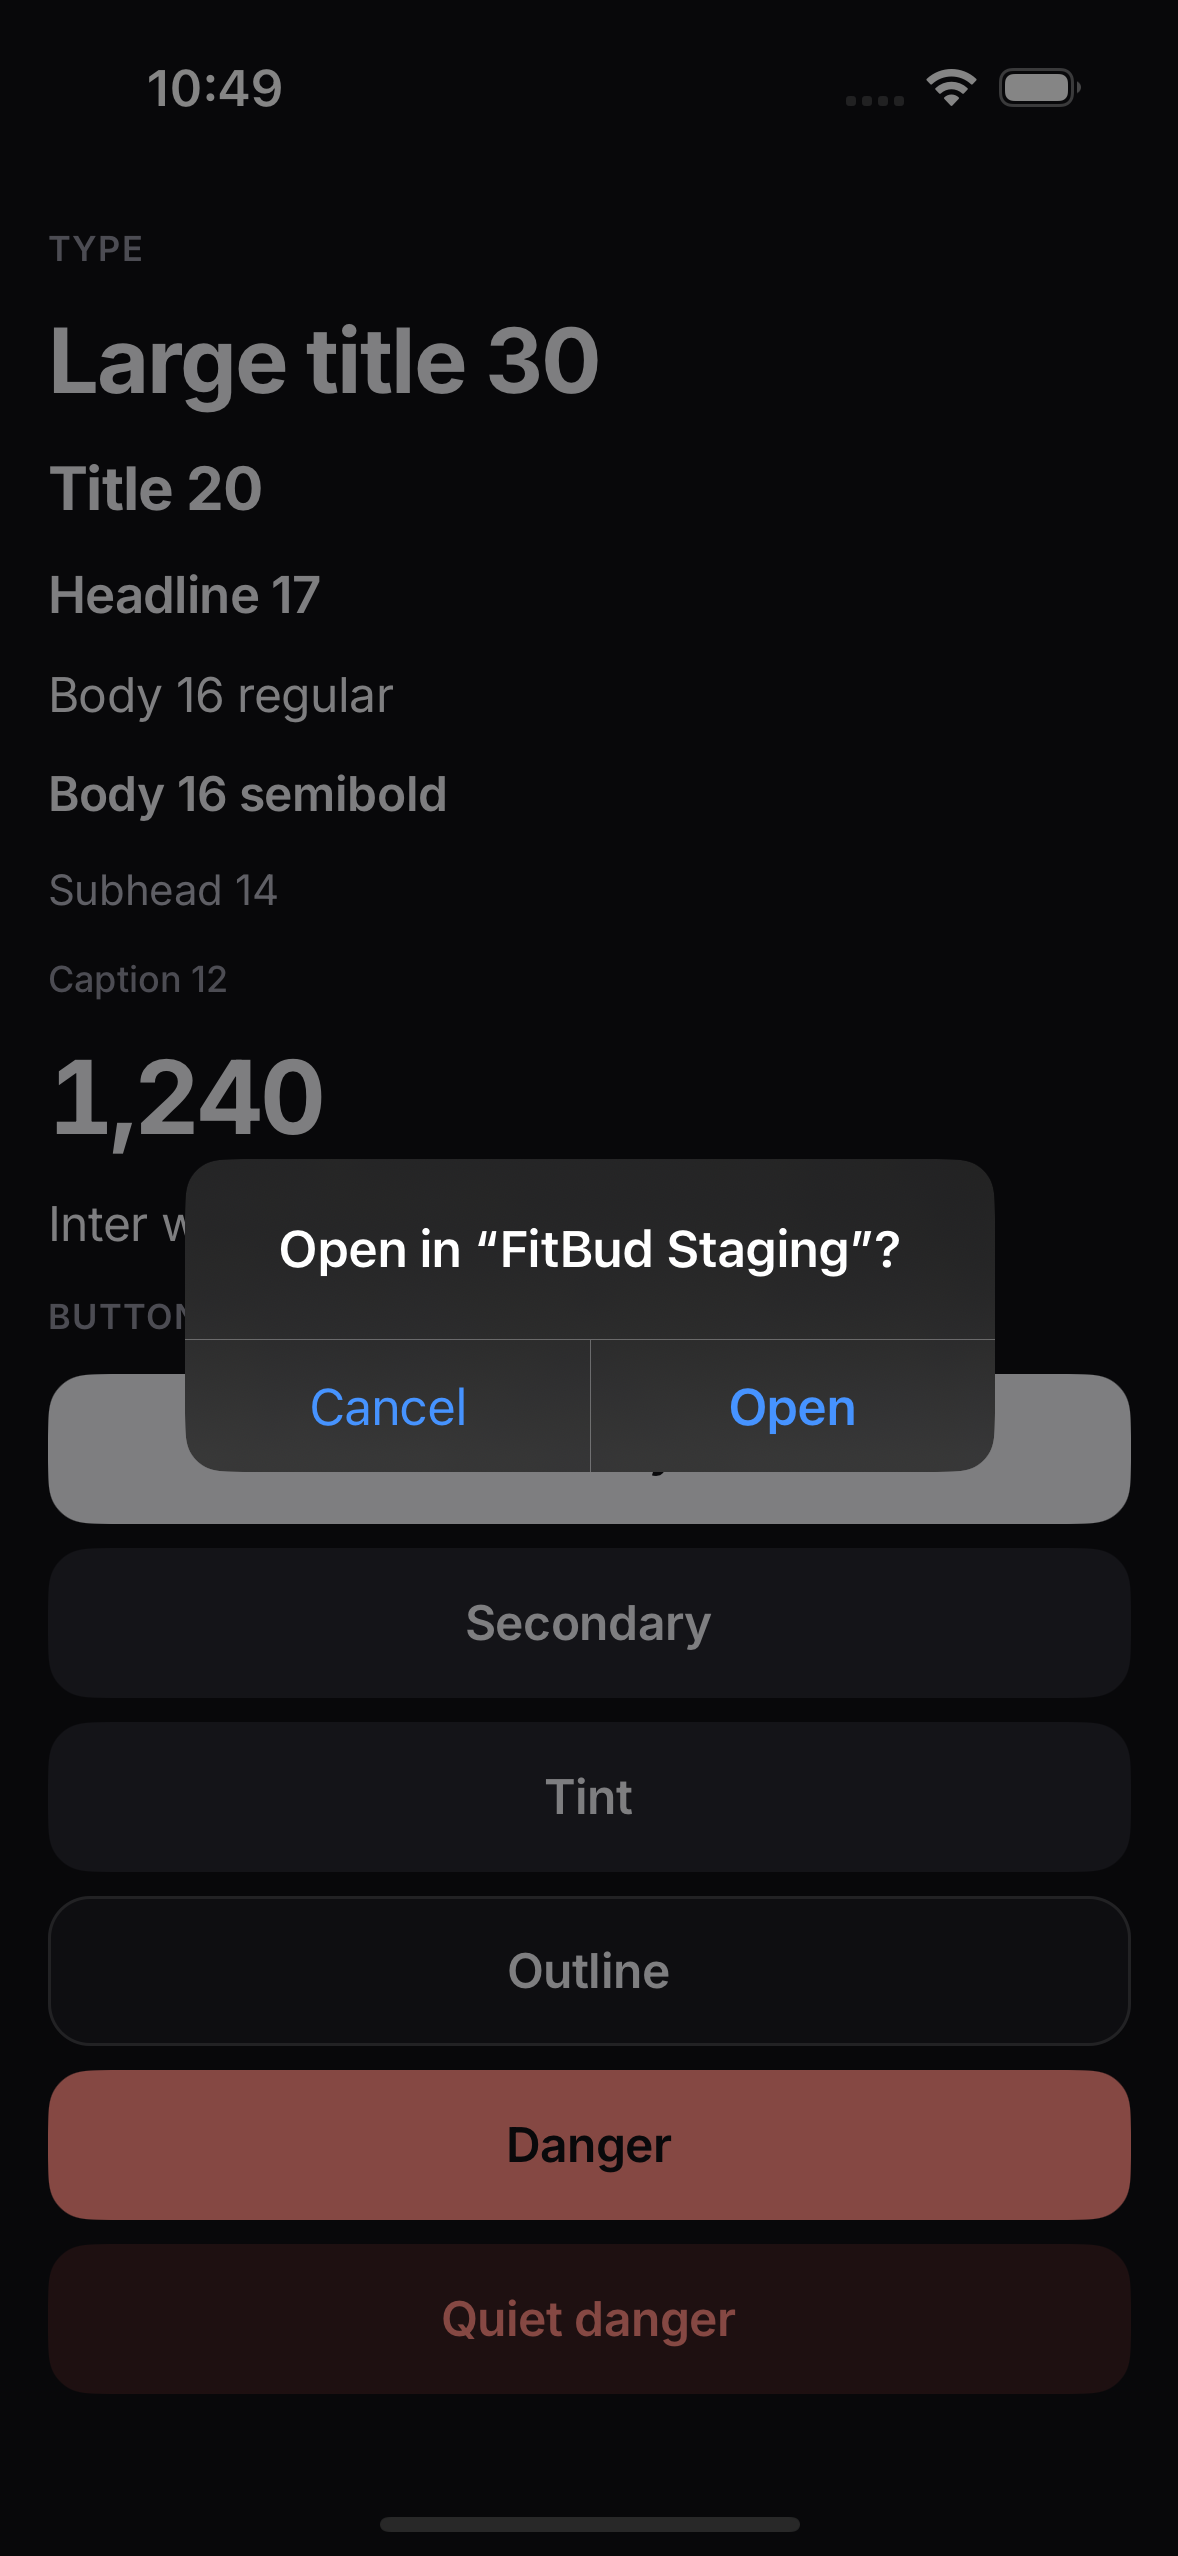 10:49
TYPE
Large title 30
Title 20
Headline 17
Body 16 regular
Body 16 semibold
Subhead 14
Caption 12
1,240
Inter
Open in “FitBud Staging”?
Cancel
Open
Secondary
Tint
Outline
Danger
Quiet danger